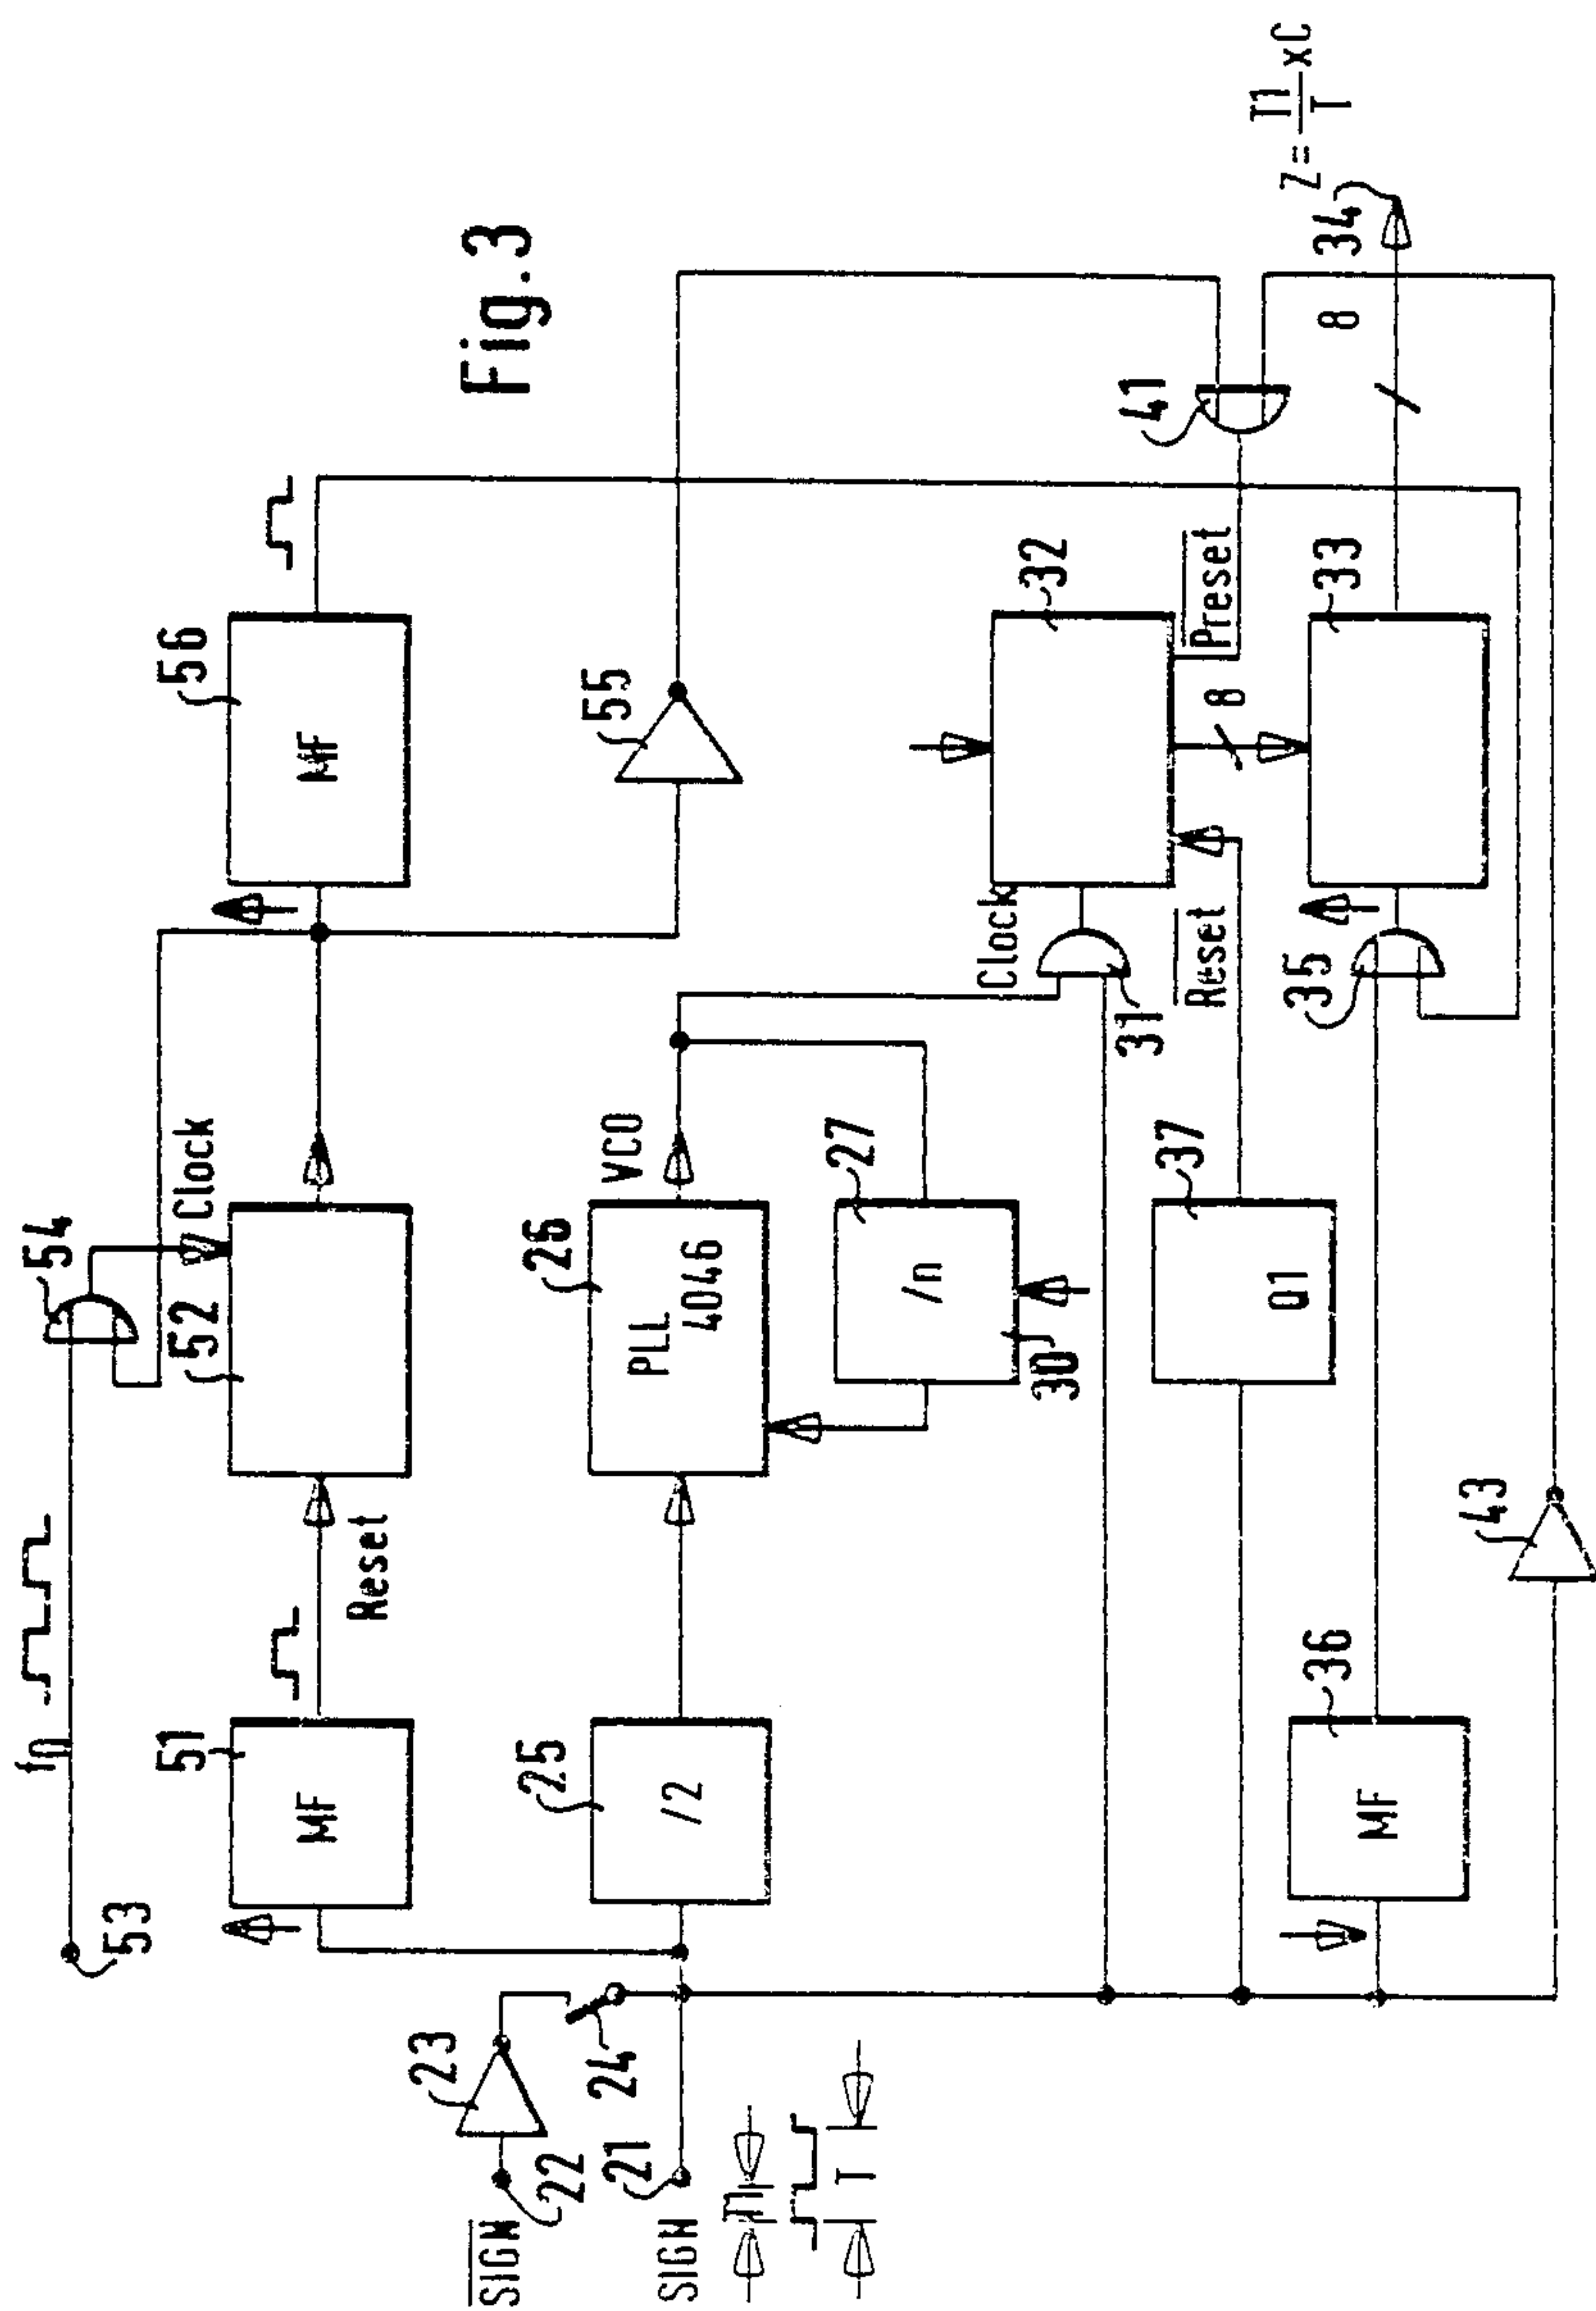 Fig.3
53
fn
54
51
MF
Reset
52
Clock
56
MF
SIGN
22
23
24
21
SIGN
25
/2
26
PLL
4046
VCO
55
27
/n
30
T1
T
31
Clock
32
Reset
Preset
8
41
37
Q1
36
MF
35
33
8
34
Z = T1/T xC
43